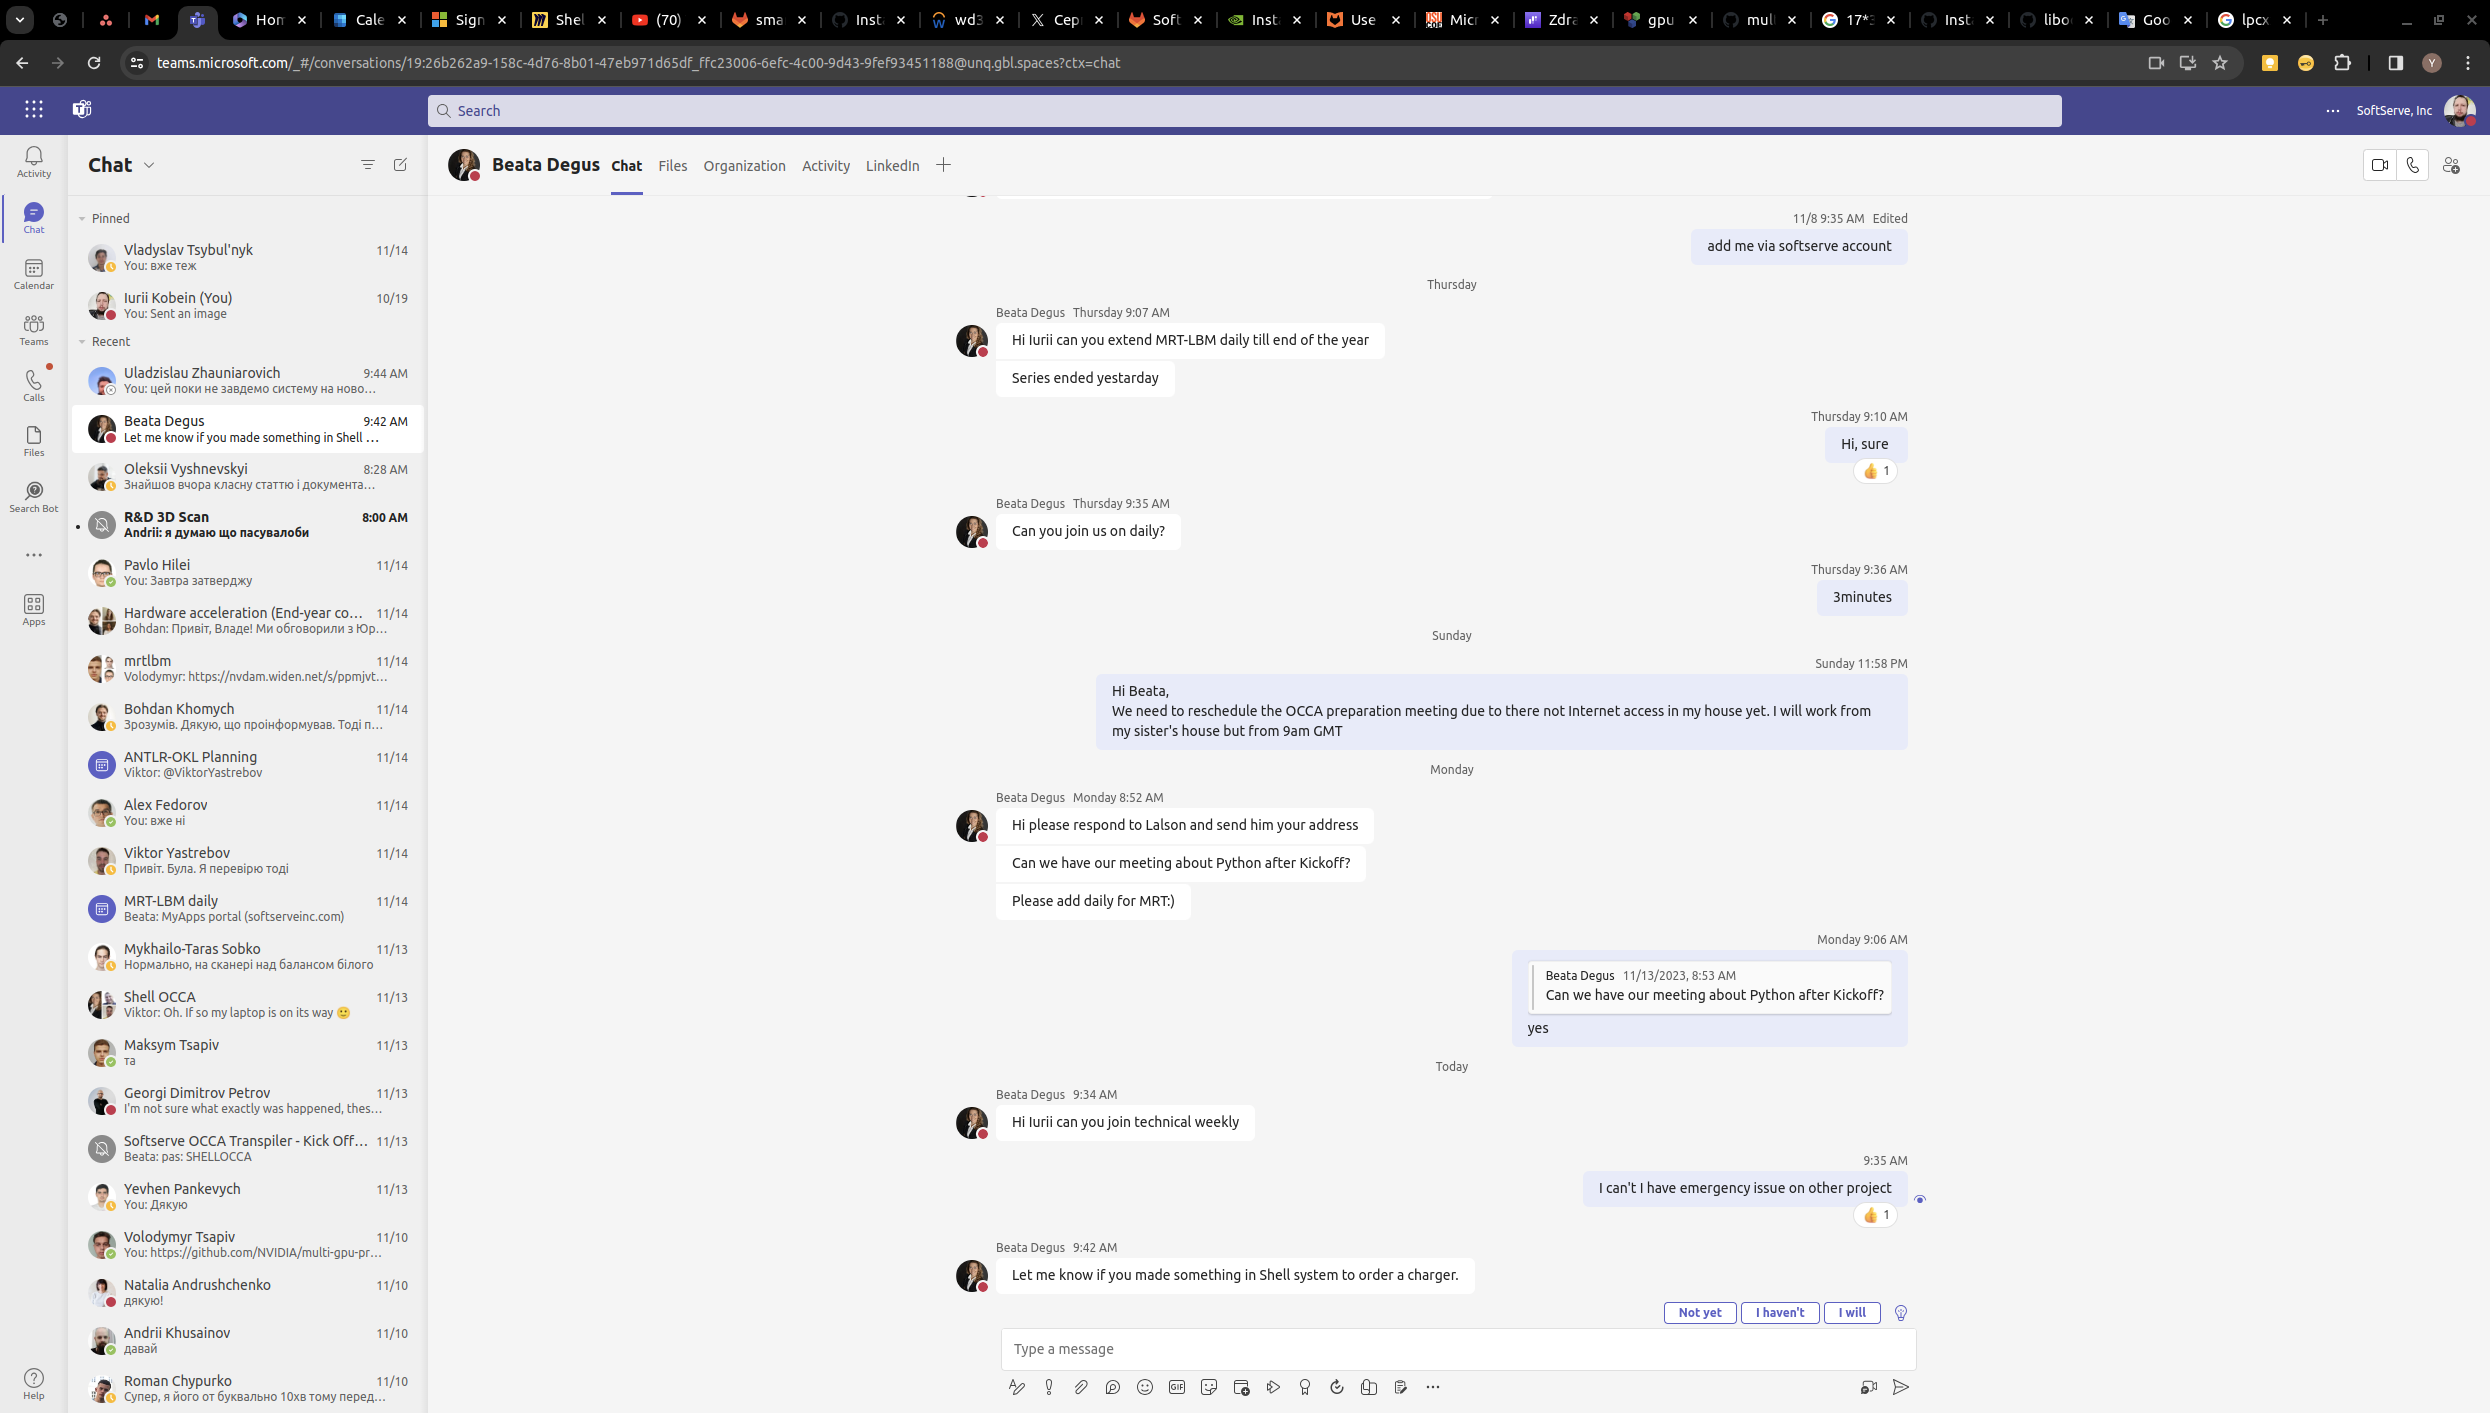 Hom
Cale
Sign
Shel
(70)
sma
Insta
wd3
Сер
Soft
Insta
Use
Micr
Zdra
gpu
mul
17*
Insta
libo
Goo
lpcx
teams.microsoft.com/_#/conversations/19:26b262a9-158c-4d76-8b01-47eb971d65df_ffc23006-6efc-4c00-9d43-9fef93451188@unq.gbl.spaces?ctx=chat
Y
Search
SoftServe, Inc
Activity
Chat
Calendar
Teams
Calls
Files
Search Bot
Apps
Help
Chat
Pinned
Vladyslav Tsybul'nyk 11/14
You: вже теж
Iurii Kobein (You) 10/19
You: Sent an image
Recent
Uladzislau Zhauniarovich 9:44 AM
You: цей поки не завдемо систему на ново...
Beata Degus 9:42 AM
Let me know if you made something in Shell ...
Oleksii Vyshnevskyi 8:28 AM
Знайшов вчора класну статтю і документа...
R&D 3D Scan 8:00 AM
Andrii: я думаю що пасувалоби
Pavlo Hilei 11/14
You: Завтра затверджу
Hardware acceleration (End-year co... 11/14
Bohdan: Привіт, Владе! Ми обговорили з Юр...
mrtlbm 11/14
Volodymyr: https://nvdam.widen.net/s/ppmjvt...
Bohdan Khomych 11/14
Зрозумів. Дякую, що проінформував. Тоді п...
ANTLR-OKL Planning 11/14
Viktor: @ViktorYastrebov
Alex Fedorov 11/14
You: вже ні
Viktor Yastrebov 11/14
Привіт. Була. Я перевірю тоді
MRT-LBM daily 11/14
Beata: MyApps portal (softserveinc.com)
Mykhailo-Taras Sobko 11/13
Нормально, на сканері над балансом білого
Shell OCCA 11/13
Viktor: Oh. If so my laptop is on its way 🙂
Maksym Tsapiv 11/13
та
Georgi Dimitrov Petrov 11/13
I'm not sure what exactly was happened, thes...
Softserve OCCA Transpiler - Kick Off... 11/13
Beata: pas: SHELLOCCA
Yevhen Pankevych 11/13
You: Дякую
Volodymyr Tsapiv 11/10
You: https://github.com/NVIDIA/multi-gpu-pr...
Natalia Andrushchenko 11/10
дякую!
Andrii Khusainov 11/10
давай
Roman Chypurko 11/10
Супер, я його от буквально 10хв тому перед...
Beata Degus Chat Files Organization Activity LinkedIn
11/8 9:35 AM Edited
add me via softserve account
Thursday
Beata Degus Thursday 9:07 AM
Hi Iurii can you extend MRT-LBM daily till end of the year
Series ended yestarday
Thursday 9:10 AM
Hi, sure
👍 1
Beata Degus Thursday 9:35 AM
Can you join us on daily?
Thursday 9:36 AM
3minutes
Sunday
Sunday 11:58 PM
Hi Beata,
We need to reschedule the OCCA preparation meeting due to there not Internet access in my house yet. I will work from
my sister's house but from 9am GMT
Monday
Beata Degus Monday 8:52 AM
Hi please respond to Lalson and send him your address
Can we have our meeting about Python after Kickoff?
Please add daily for MRT:)
Monday 9:06 AM
Beata Degus 11/13/2023, 8:53 AM
Can we have our meeting about Python after Kickoff?
yes
Today
Beata Degus 9:34 AM
Hi Iurii can you join technical weekly
9:35 AM
I can't I have emergency issue on other project
👍 1
Beata Degus 9:42 AM
Let me know if you made something in Shell system to order a charger.
Not yet
I haven't
I will
Type a message
GIF